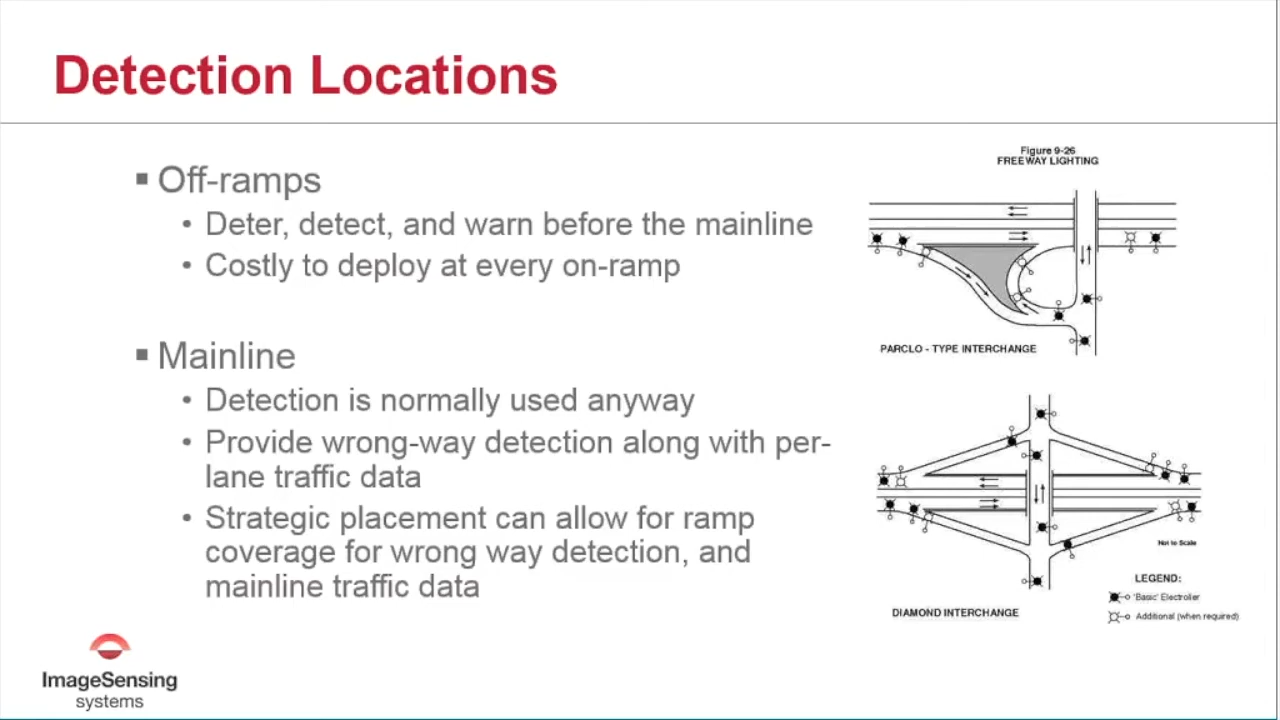 Detection Locations
▪ Off-ramps
• Deter, detect, and warn before the mainline
• Costly to deploy at every on-ramp
▪ Mainline
• Detection is normally used anyway
• Provide wrong-way detection along with per-
lane traffic data
• Strategic placement can allow for ramp
coverage for wrong way detection, and
mainline traffic data
Figure 9-26
FREEWAY LIGHTING
PARCLO - TYPE INTERCHANGE
Not to Scale
LEGEND:
'Basic' Electrolier
Additional (when required)
DIAMOND INTERCHANGE
ImageSensing
systems